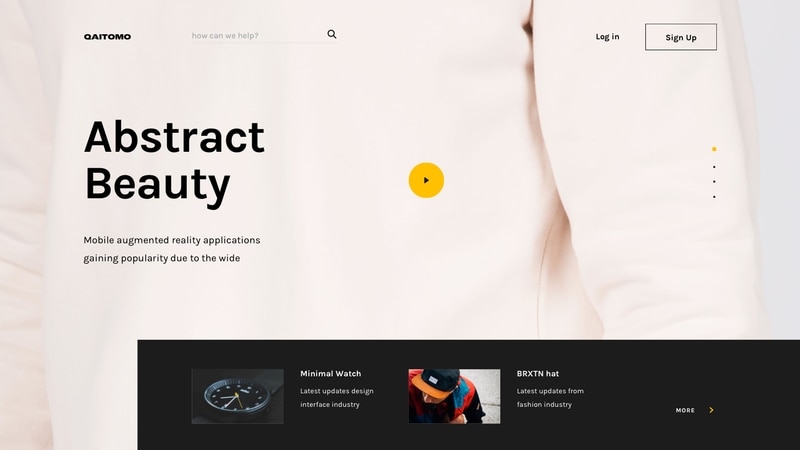 QAITOMO
how can we help?
Log in
Sign Up
Abstract
Beauty
Mobile augmented reality applications
gaining popularity due to the wide
Minimal Watch
Latest updates design
interface industry
BRXTN hat
Latest updates from
fashion industry
MORE